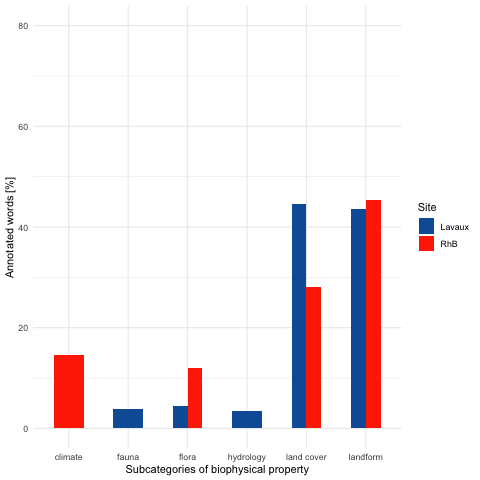 80
60
40
20
0
Annotated words [%]
climate
fauna
flora
hydrology
land cover
landform
Subcategories of biophysical property
Site
Lavaux
RhB